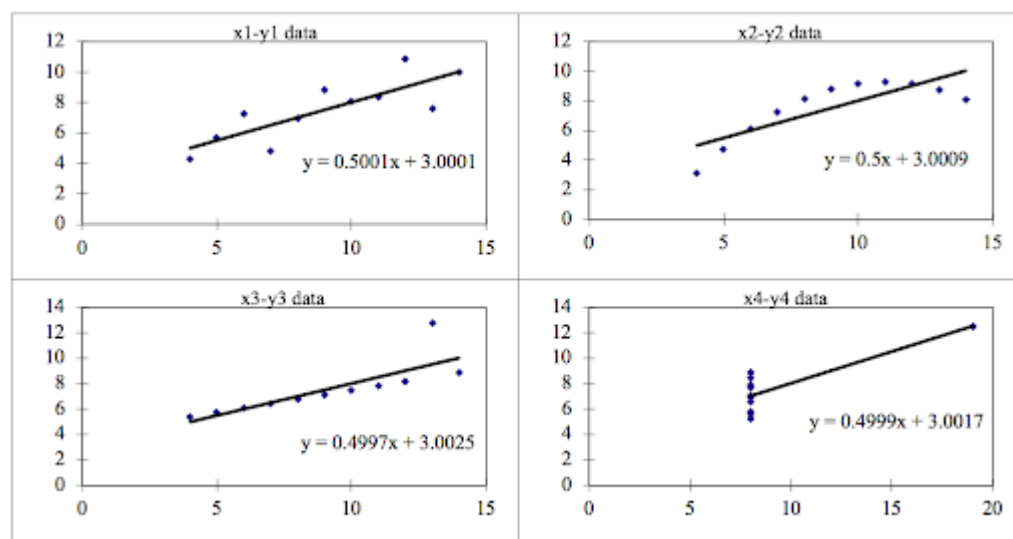 x1-y1 data
12
10
8
6
4
2
0
0 5 10 15
y = 0.5001x + 3.0001
x2-y2 data
12
10
8
6
4
2
0
0 5 10 15
y = 0.5x + 3.0009
x3-y3 data
14
12
10
8
6
4
2
0
0 5 10 15
y = 0.4997x + 3.0025
x4-y4 data
14
12
10
8
6
4
2
0
0 5 10 15 20
y = 0.4999x + 3.0017